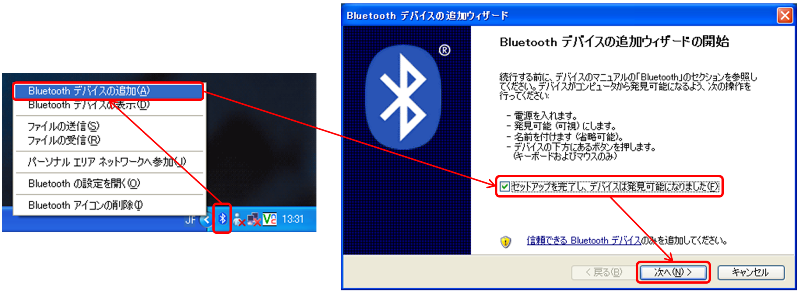 Bluetooth デバイスの追加(A)
Bluetooth デバイスの表示(D)
ファイルの送信(S)
ファイルの受信(R)
パーソナル エリア ネットワークへ参加(J)
Bluetooth の設定を開く(O)
Bluetooth アイコンの削除(I)
13:31
Bluetooth デバイスの追加ウィザード
®
Bluetooth デバイスの追加ウィザードの開始
続行する前に、デバイスのマニュアルの「Bluetooth」のセクションを参照し
てください。デバイスがコンピュータから発見可能になるよう、次の操作を
行ってください:
- 電源を入れます。
- 発見可能 (可視) にします。
- 名前を付けます (省略可能)。
- デバイスの下方にあるボタンを押します。
(キーボードおよびマウスのみ)
セットアップを完了し、デバイスは発見可能になりました(F)
信頼できる Bluetooth デバイスのみを追加してください。
< 戻る(B)
次へ(N) >
キャンセル